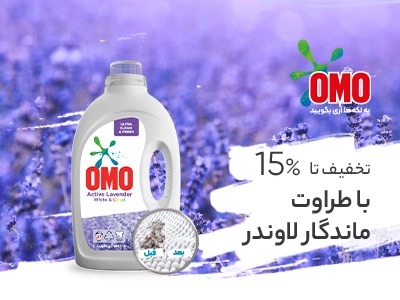 OMO
به لکه‌ها آری بگویید
تخفیف تا 15%
با طراوت
ماندگار لاوندر
ULTRA
CLEAN
& FRESH
OMO
Active Lavender
White & Color
قبل
بعد